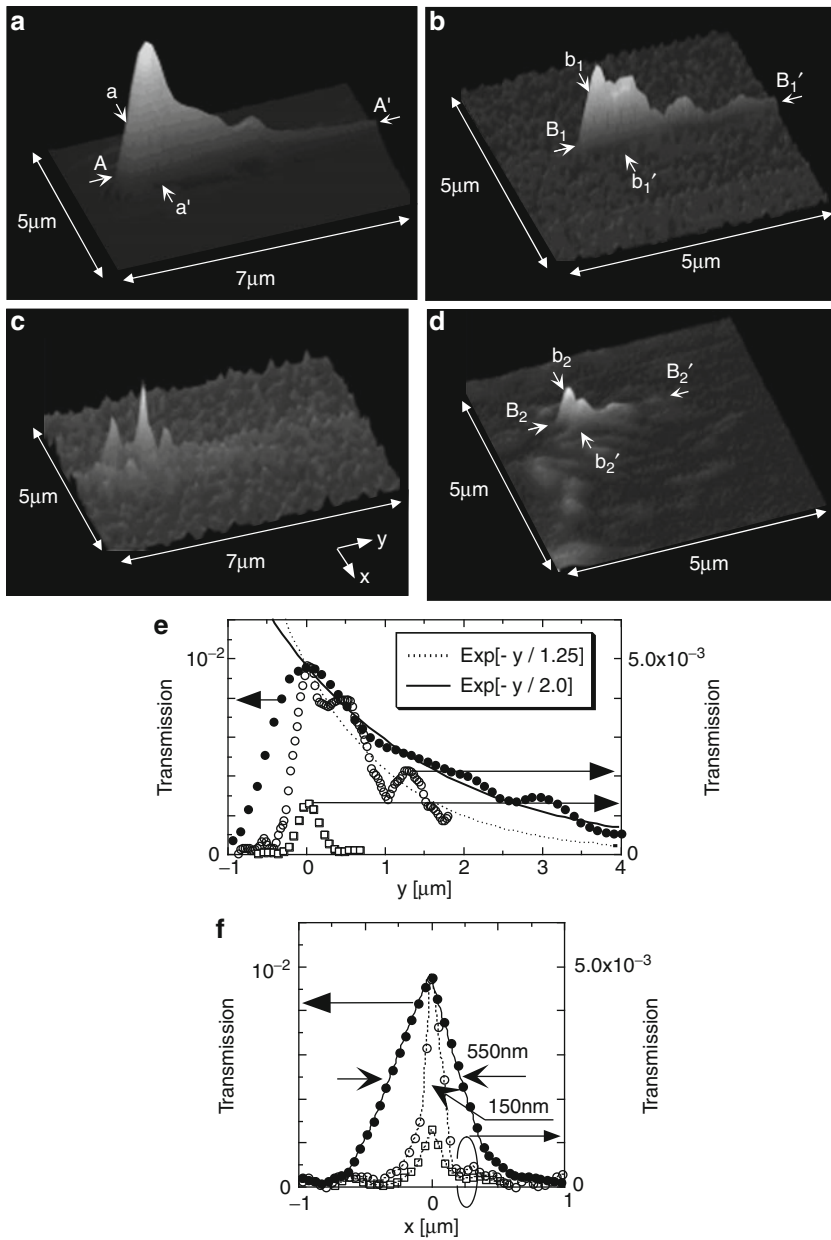 a
a
A
A'
a'
5µm
7µm
b
b₁
B₁
B₁′
b₁′
5µm
5µm
c
5µm
7µm
y
x
d
b₂
B₂
B₂′
b₂′
5µm
5µm
e
10⁻²
Transmission
0
Exp[- y / 1.25]
Exp[- y / 2.0]
5.0x10⁻³
Transmission
0
−1 0 1 2 3 4
y [µm]
f
10⁻²
Transmission
0
550nm
150nm
5.0x10⁻³
Transmission
0
−1 0 1
x [µm]